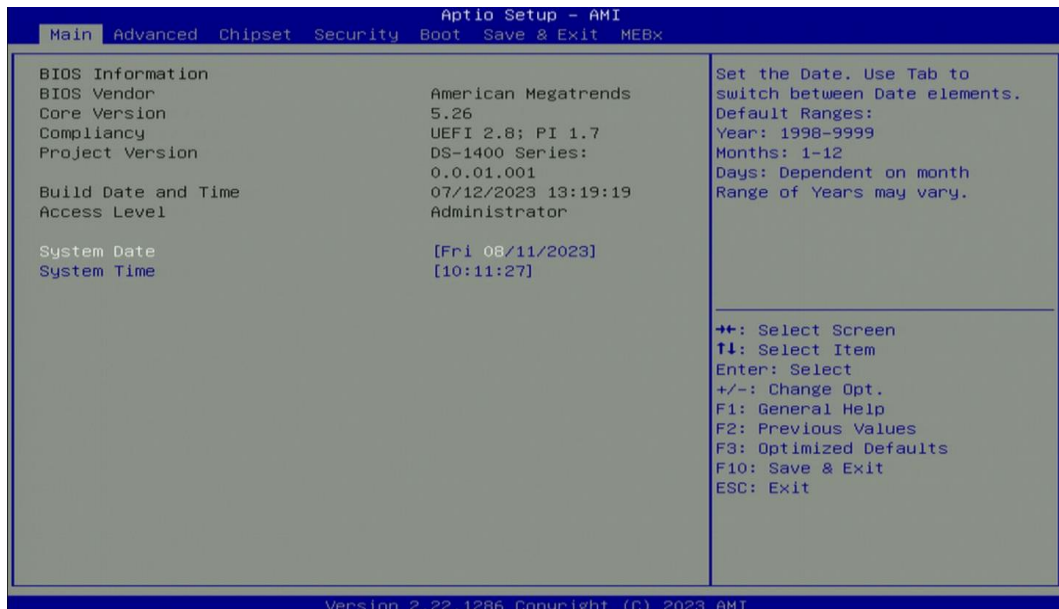 Aptio Setup – AMI
Main Advanced Chipset Security Boot Save & Exit MEBx
BIOS Information
BIOS Vendor American Megatrends
Core Version 5.26
Compliancy UEFI 2.8; PI 1.7
Project Version DS-1400 Series:
0.0.01.001
Build Date and Time 07/12/2023 13:19:19
Access Level Administrator
System Date [Fri 08/11/2023]
System Time [10:11:27]
Set the Date. Use Tab to
switch between Date elements.
Default Ranges:
Year: 1998-9999
Months: 1-12
Days: Dependent on month
Range of Years may vary.
→←: Select Screen
↑↓: Select Item
Enter: Select
+/-: Change Opt.
F1: General Help
F2: Previous Values
F3: Optimized Defaults
F10: Save & Exit
ESC: Exit
Version 2.22.1286 Copyright (C) 2023 AMI